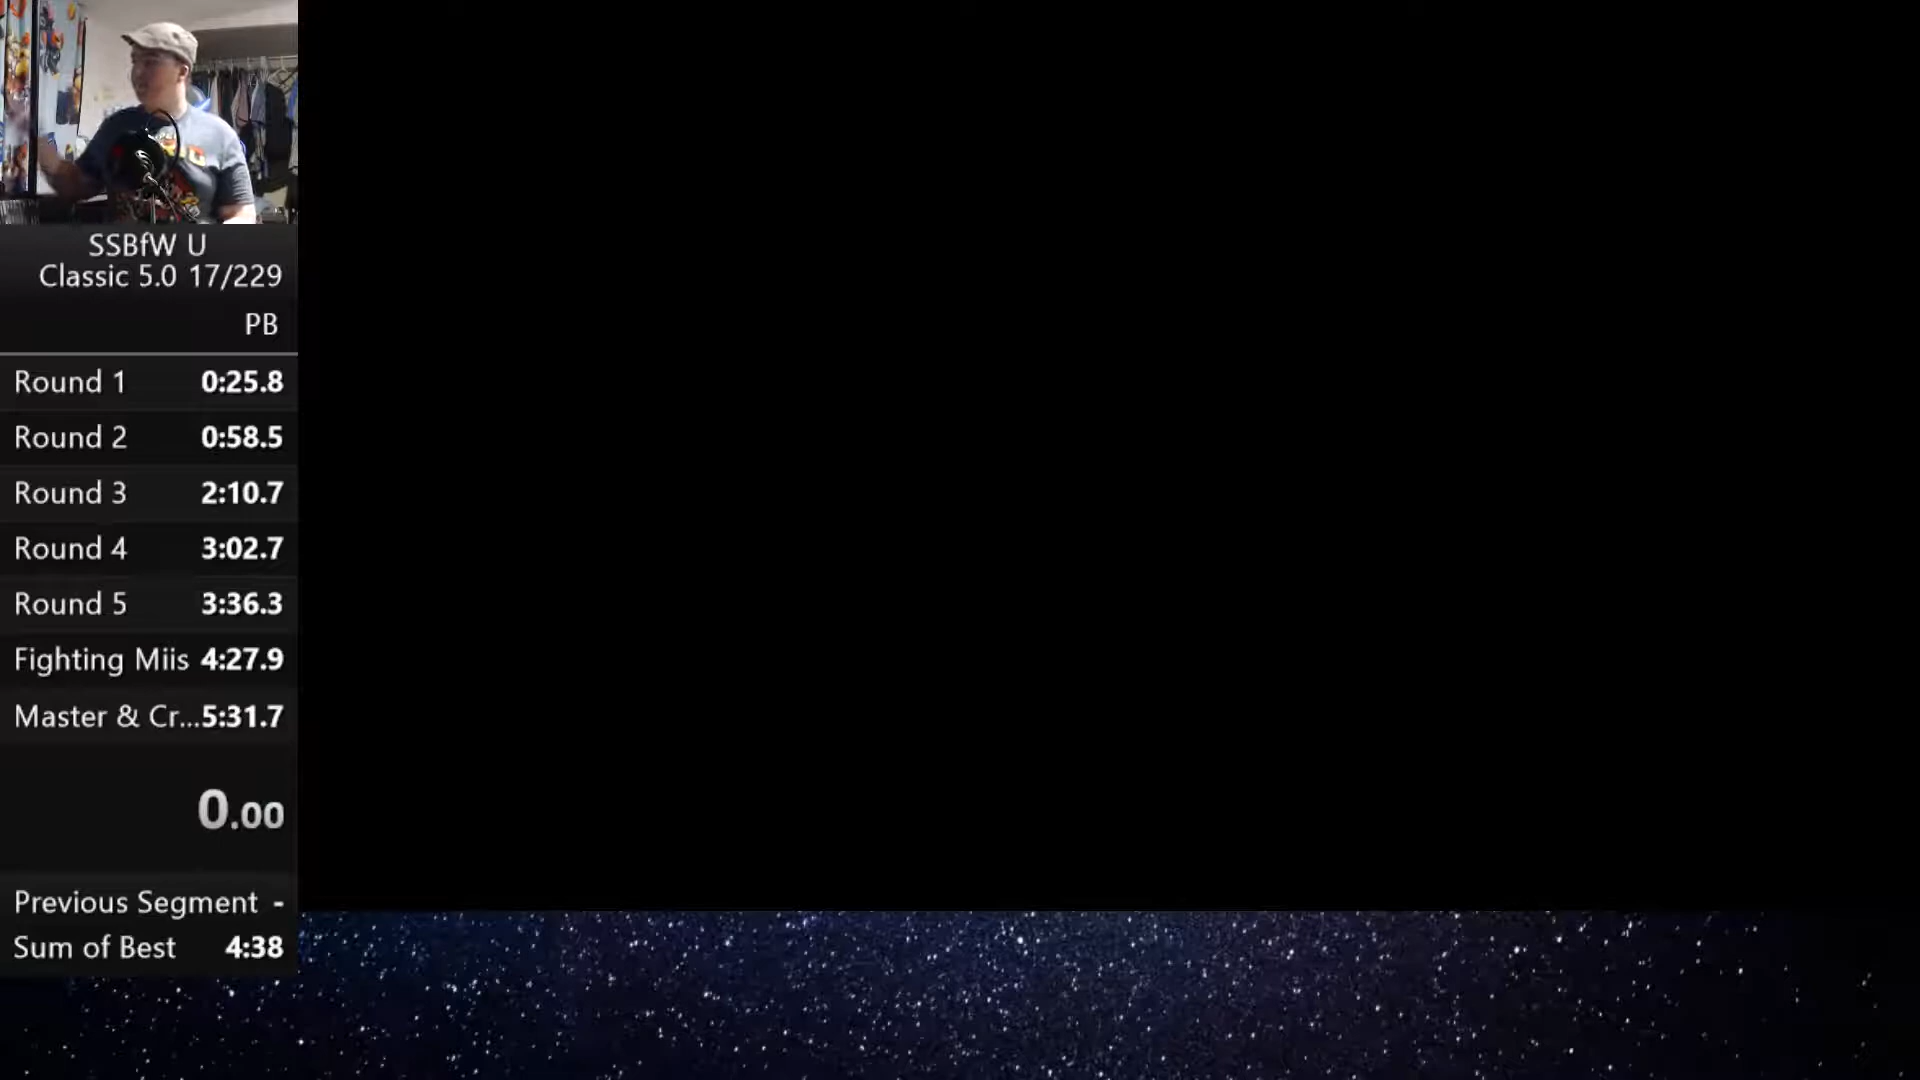 SSBfW U
Classic 5.0 17/229
PB
Round 1 0:25.8
Round 2 0:58.5
Round 3 2:10.7
Round 4 3:02.7
Round 5 3:36.3
Fighting Miis 4:27.9
Master & Cr...5:31.7
0.00
Previous Segment -
Sum of Best 4:38